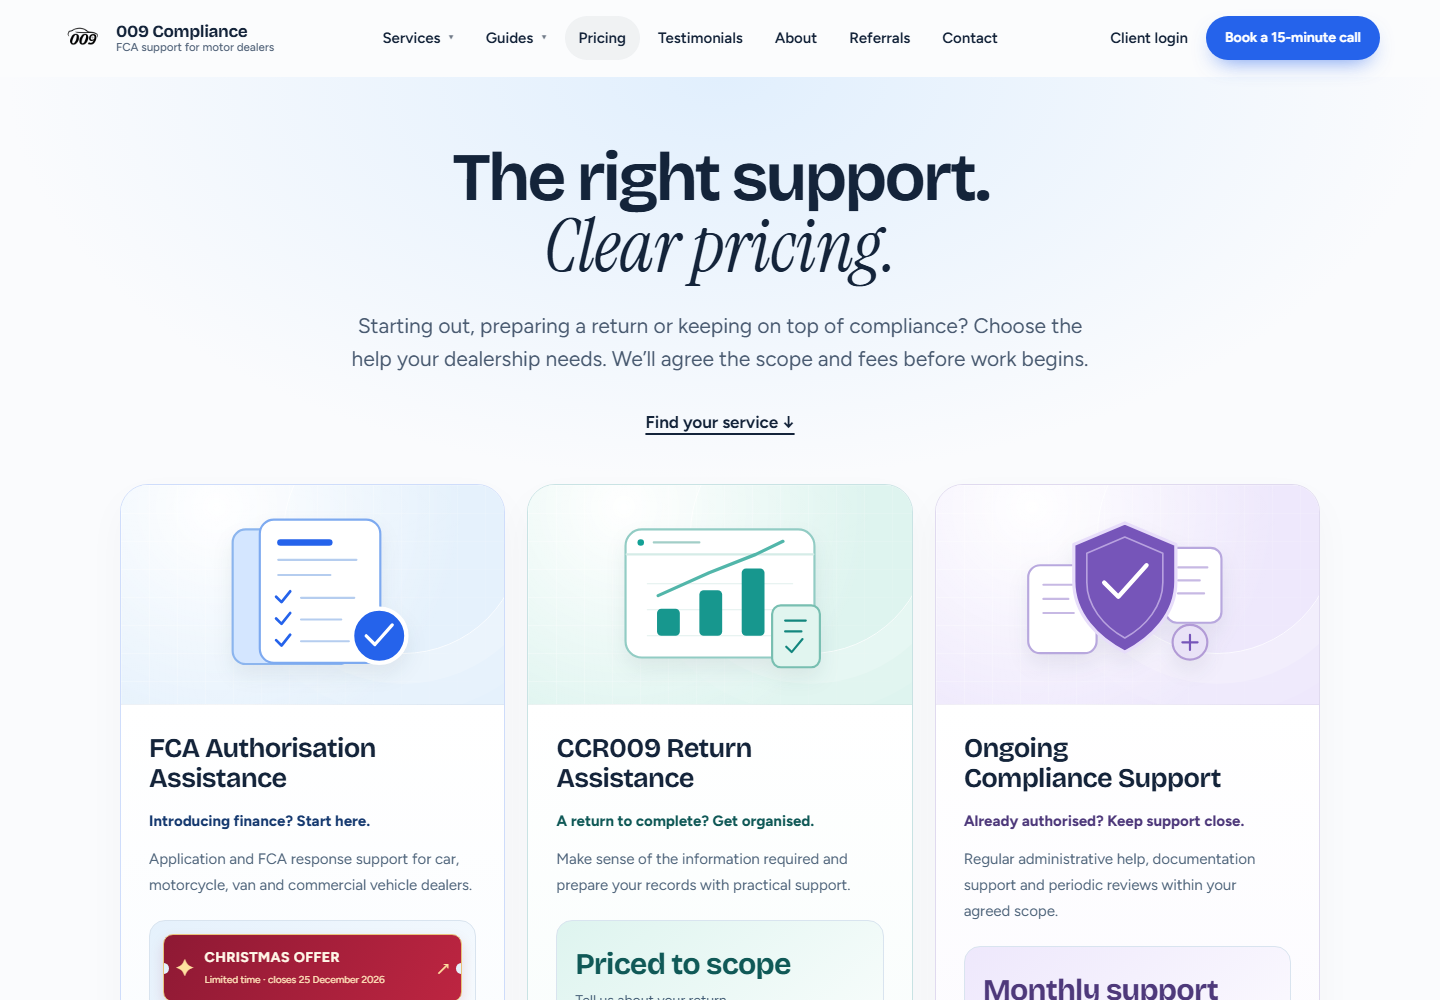 009
009 Compliance
FCA support for motor dealers
Services
Guides
Pricing
Testimonials
About
Referrals
Contact
Client login
Book a 15-minute call
The right support.
Clear pricing.
Starting out, preparing a return or keeping on top of compliance? Choose the
help your dealership needs. We’ll agree the scope and fees before work begins.
Find your service ↓
FCA Authorisation
Assistance
Introducing finance? Start here.
Application and FCA response support for car,
motorcycle, van and commercial vehicle dealers.
CHRISTMAS OFFER
Limited time · closes 25 December 2026
CCR009 Return
Assistance
A return to complete? Get organised.
Make sense of the information required and
prepare your records with practical support.
Priced to scope
Tell us about your return
Ongoing
Compliance Support
Already authorised? Keep support close.
Regular administrative help, documentation
support and periodic reviews within your
agreed scope.
Monthly support